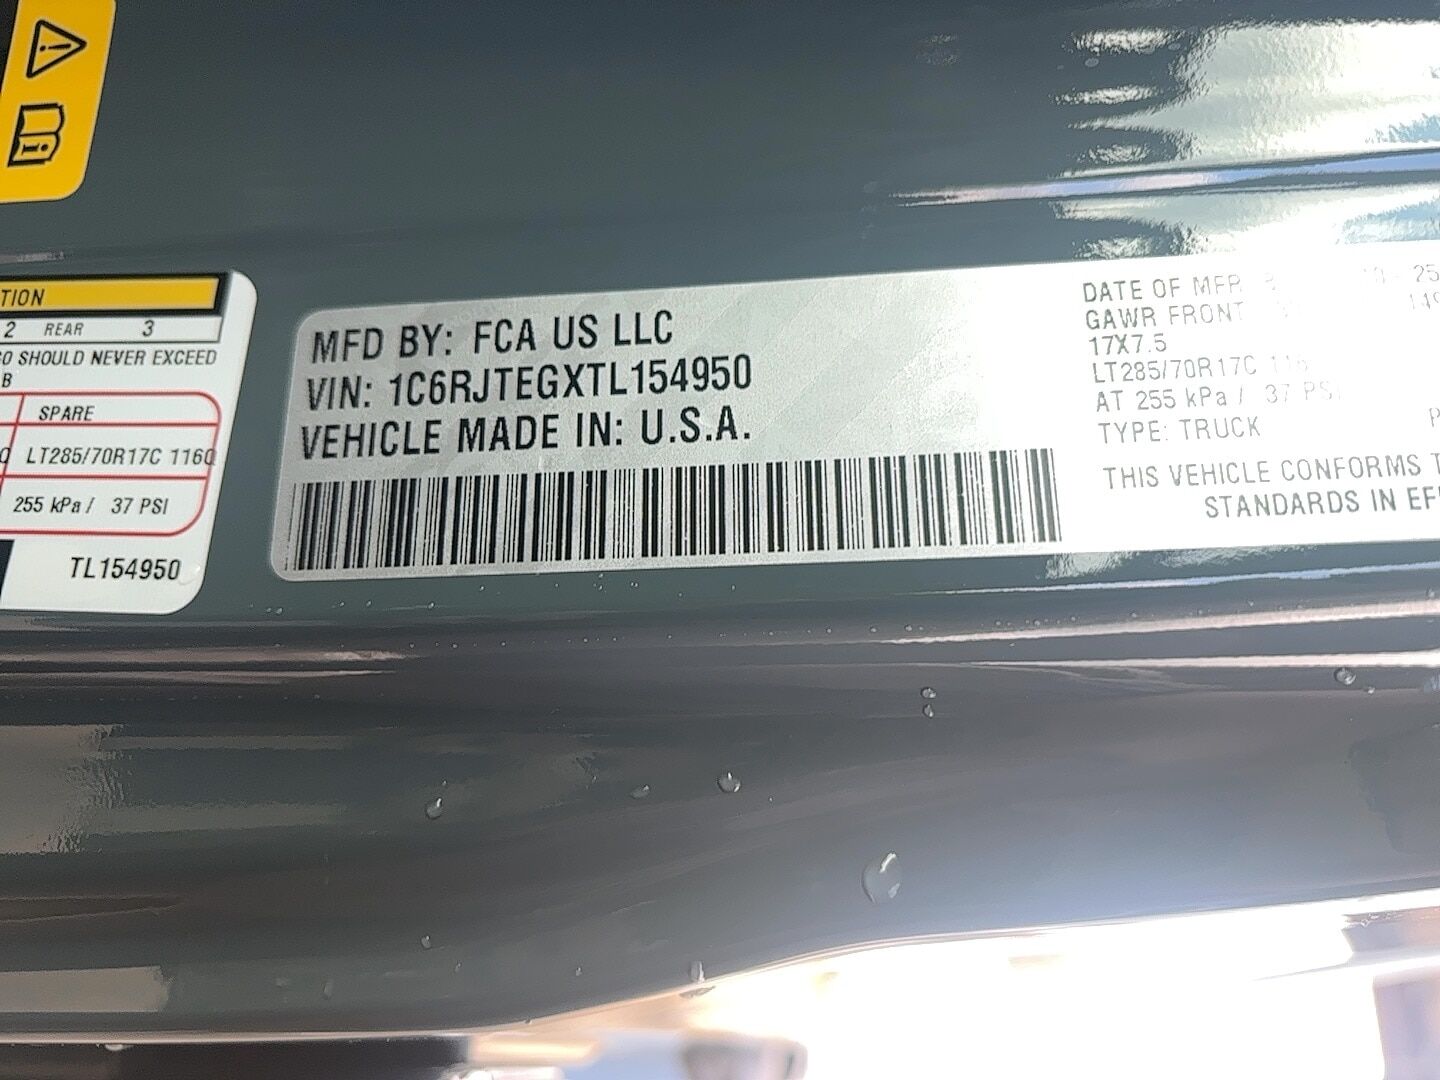 TION
2 REAR 3
SHOULD NEVER EXCEED
B
SPARE
LT285/70R17C 116Q
255 kPa / 37 PSI
TL154950
MFD BY: FCA US LLC
VIN: 1C6RJTEGXTL154950
VEHICLE MADE IN: U.S.A.
DATE OF MFR 25
GAWR FRONT
17X7.5
LT285/70R17C
AT 255 kPa / 37 PSI
TYPE: TRUCK
THIS VEHICLE CONFORMS
STANDARDS IN